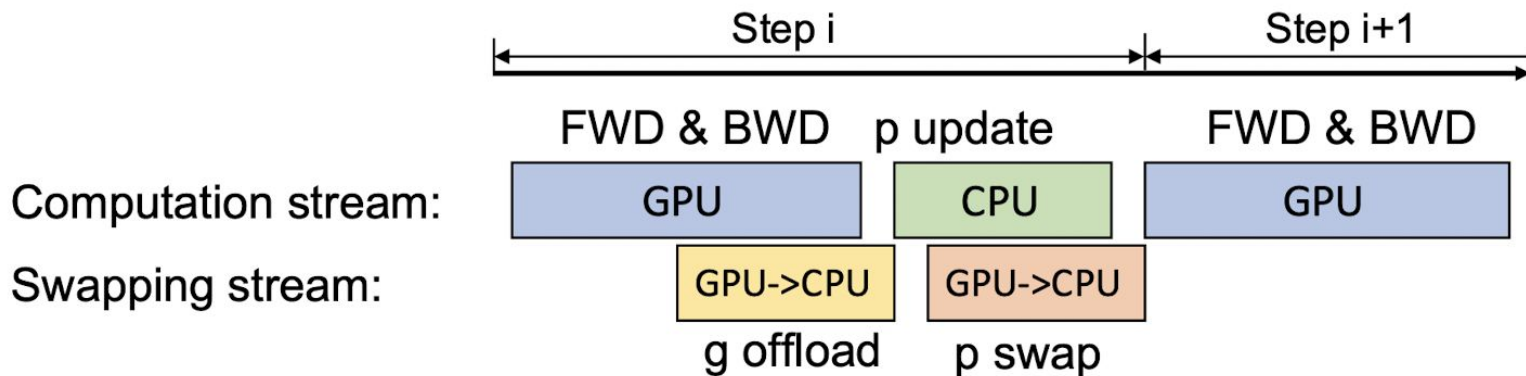 Step i Step i+1
FWD & BWD p update FWD & BWD
Computation stream: GPU CPU GPU
Swapping stream: GPU->CPU GPU->CPU
g offload p swap